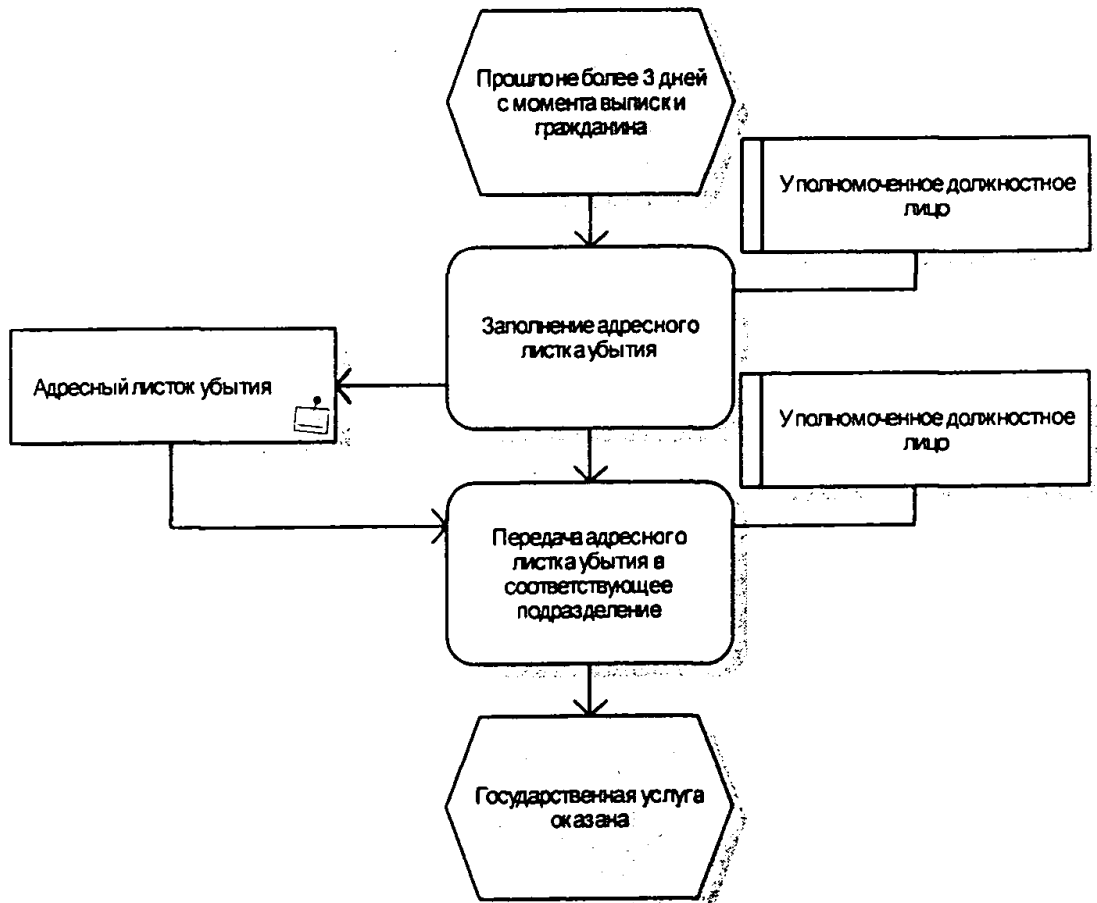 Прошло не более 3 дней
с момента выписки
гражданина
Уполномоченное должностное
лицо
Заполнение адресного
листка убытия
Адресный листок убытия
Уполномоченное должностное
лицо
Передача адресного
листка убытия в
соответствующее
подразделение
Государственная услуга
оказана